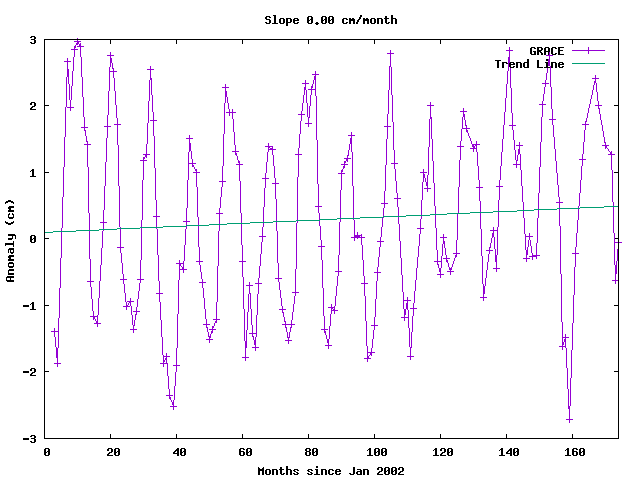 Slope 0.00 cm/month
GRACE
Trend Line
3
2
1
0
-1
-2
-3
Anomaly (cm)
0 20 40 60 80 100 120 140 160
Months since Jan 2002